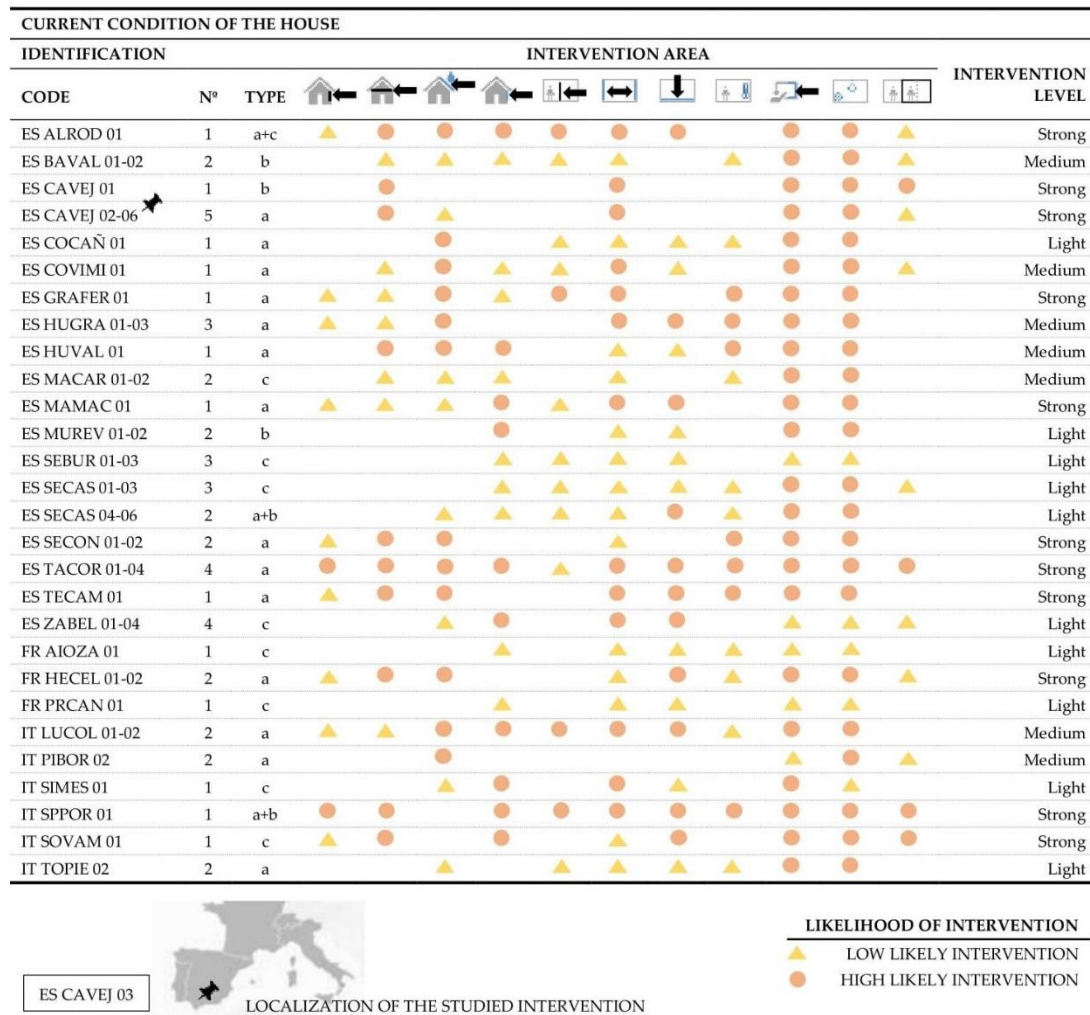 CURRENT CONDITION OF THE HOUSE
IDENTIFICATION INTERVENTION AREA INTERVENTION LEVEL
CODE Nº TYPE
ES ALROD 01 1 a+c Strong
ES BAVAL 01-02 2 b Medium
ES CAVEJ 01 1 b Strong
ES CAVEJ 02-06 5 a Strong
ES COCAÑ 01 1 a Light
ES COVIMI 01 1 a Medium
ES GRAFER 01 1 a Strong
ES HUGRA 01-03 3 a Medium
ES HUVAL 01 1 a Medium
ES MACAR 01-02 2 c Medium
ES MAMAC 01 1 a Strong
ES MUREV 01-02 2 b Light
ES SEBUR 01-03 3 c Light
ES SECAS 01-03 3 c Light
ES SECAS 04-06 2 a+b Light
ES SECON 01-02 2 a Strong
ES TACOR 01-04 4 a Strong
ES TECAM 01 1 a Strong
ES ZABEL 01-04 4 c Light
FR AIOZA 01 1 c Light
FR HECEL 01-02 2 a Strong
FR PRCAN 01 1 c Light
IT LUCOL 01-02 2 a Medium
IT PIBOR 02 2 a Medium
IT SIMES 01 1 c Light
IT SPPOR 01 1 a+b Strong
IT SOVAM 01 1 c Strong
IT TOPIE 02 2 a Light
LIKELIHOOD OF INTERVENTION
LOW LIKELY INTERVENTION
HIGH LIKELY INTERVENTION
ES CAVEJ 03
LOCALIZATION OF THE STUDIED INTERVENTION